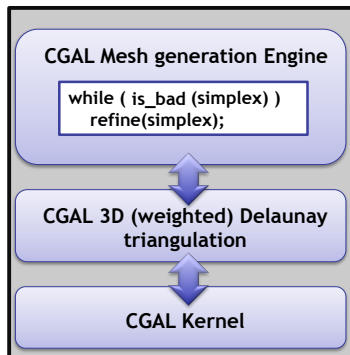 CGAL Mesh generation Engine
while ( is_bad (simplex) )
refine(simplex);
CGAL 3D (weighted) Delaunay
triangulation
CGAL Kernel